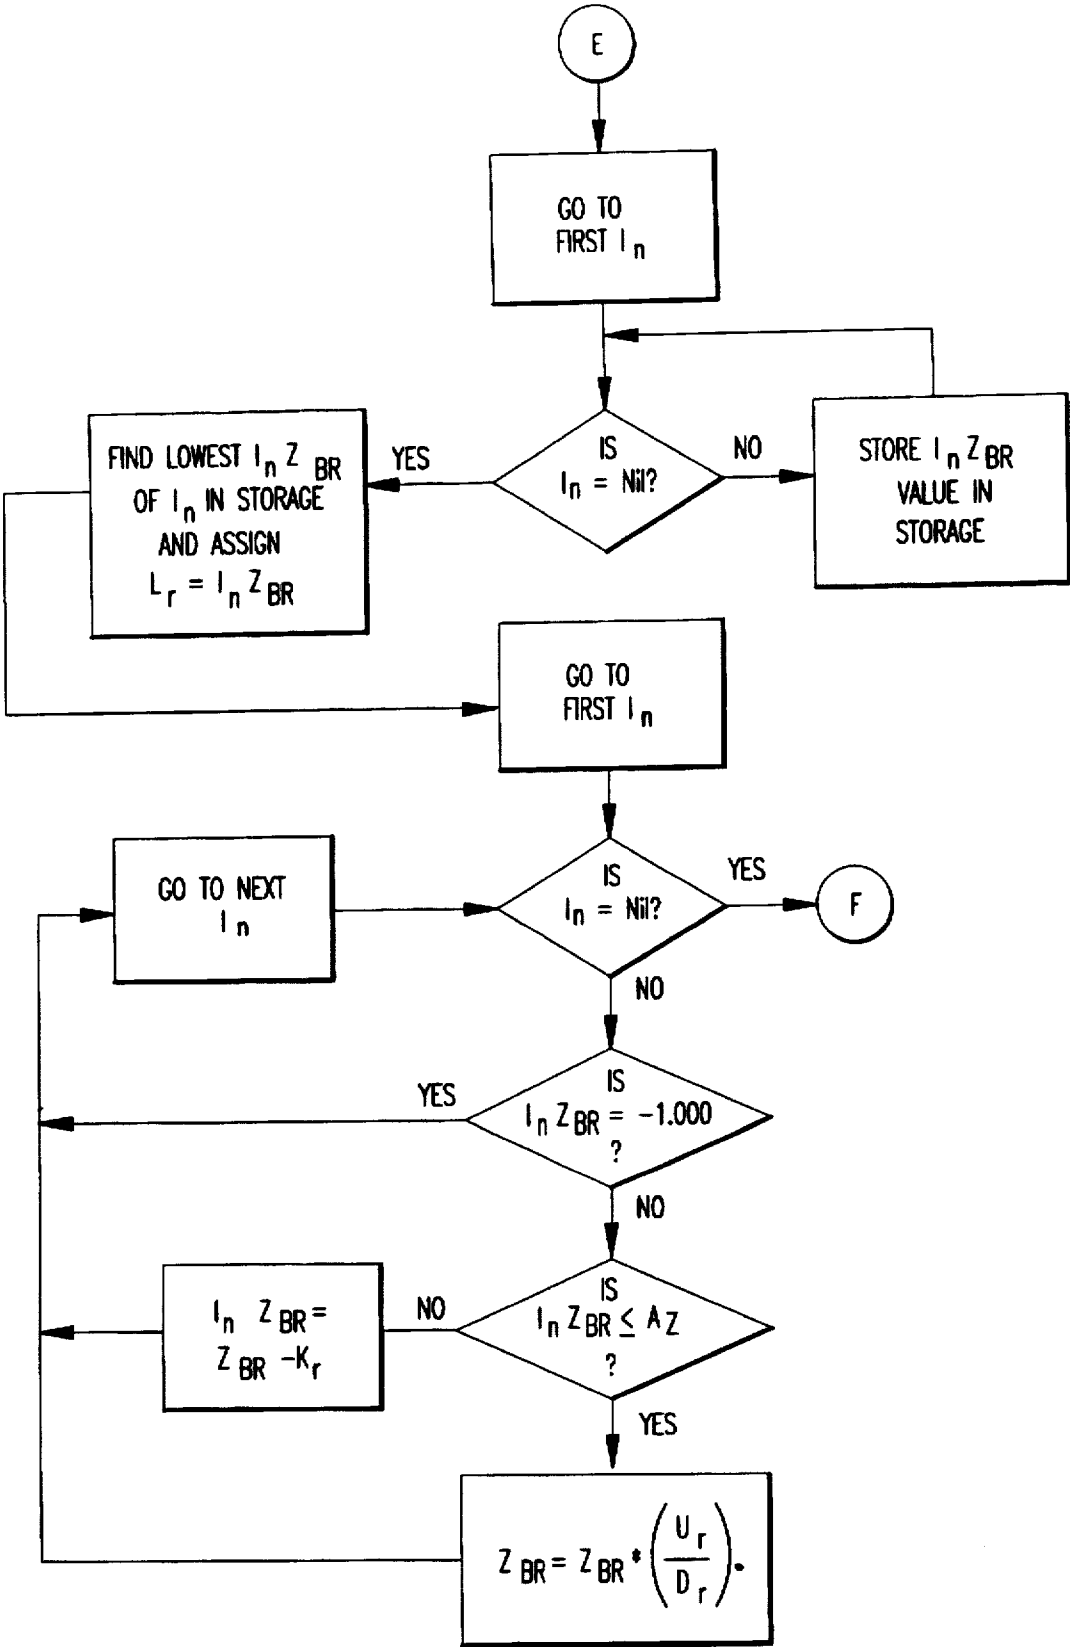 E
GO TO
FIRST I n
IS
I n = Nil?
YES
NO
FIND LOWEST I n Z BR
OF I n IN STORAGE
AND ASSIGN
L r = I n Z BR
STORE I n Z BR
VALUE IN
STORAGE
GO TO
FIRST I n
GO TO NEXT
I n
IS
I n = Nil?
YES
F
NO
IS
I n Z BR = -1.000
?
YES
NO
IS
I n Z BR ≤ A Z
?
NO
I n Z BR =
Z BR -K r
YES
Z BR = Z BR * (U r / D r).